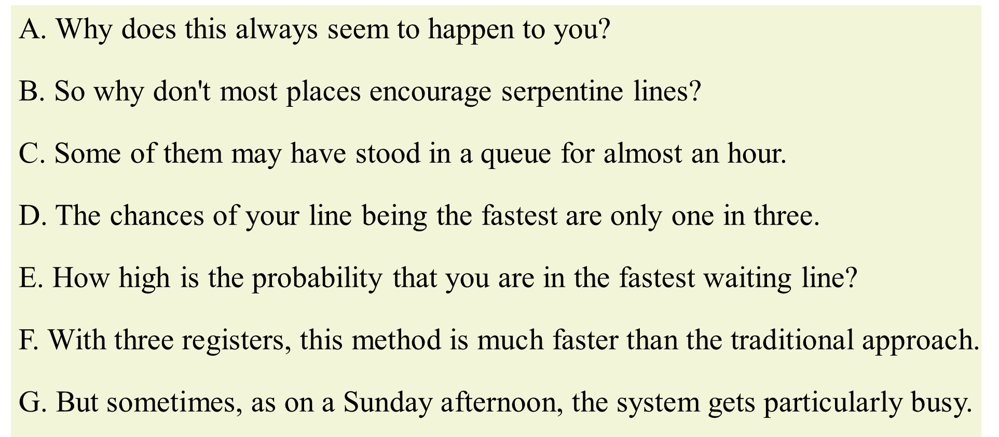 A. Why does this always seem to happen to you?
B. So why don't most places encourage serpentine lines?
C. Some of them may have stood in a queue for almost an hour.
D. The chances of your line being the fastest are only one in three.
E. How high is the probability that you are in the fastest waiting line?
F. With three registers, this method is much faster than the traditional approach.
G. But sometimes, as on a Sunday afternoon, the system gets particularly busy.